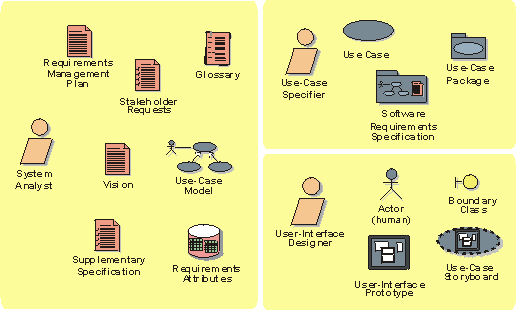 Requirements
Management
Plan
Stakeholder
Requests
Glossary
System
Analyst
Vision
Use-Case
Model
Supplementary
Specification
Requirements
Attributes
Use-Case
Specifier
Use Case
Use-Case
Package
Software
Requirements
Specification
User-Interface
Designer
Actor
(human)
Boundary
Class
User-Interface
Prototype
Use-Case
Storyboard